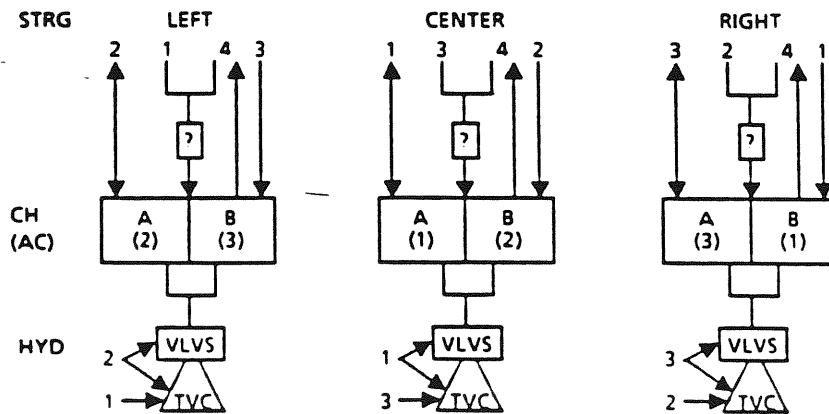 STRG LEFT CENTER RIGHT
2 1 4 3 1 3 4 2 3 2 4 1
? ? ?
CH A B A B A B
(AC) (2) (3) (1) (2) (3) (1)
HYD VLVS VLVS VLVS
2 1 3
1 TVC 3 TVC 2 TVC